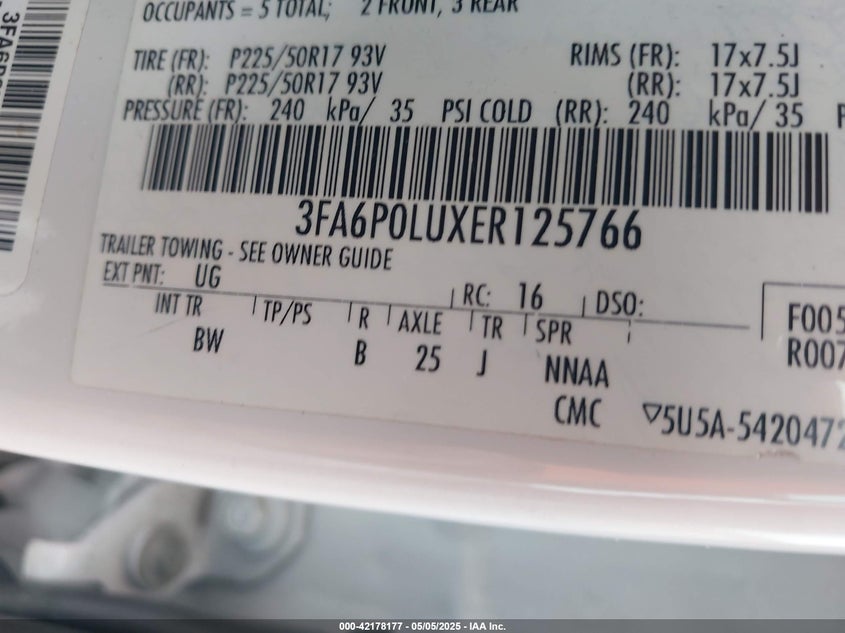 3FA6P0
OCCUPANTS = 5 TOTAL; 2 FRONT, 3 REAR
TIRE (FR): P225/50R17 93V RIMS (FR): 17x7.5J
(RR): P225/50R17 93V (RR): 17x7.5J
PRESSURE (FR): 240 kPa/ 35 PSI COLD (RR): 240 kPa/ 35
3FA6P0LUXER125766
TRAILER TOWING - SEE OWNER GUIDE
EXT PNT: UG RC: 16 DSO:
INT TR TP/PS R AXLE TR SPR F005
BW B 25 J NNAA R007
CMC ▽5U5A-5420472
000-42178177 - 05/05/2025 - IAA Inc.